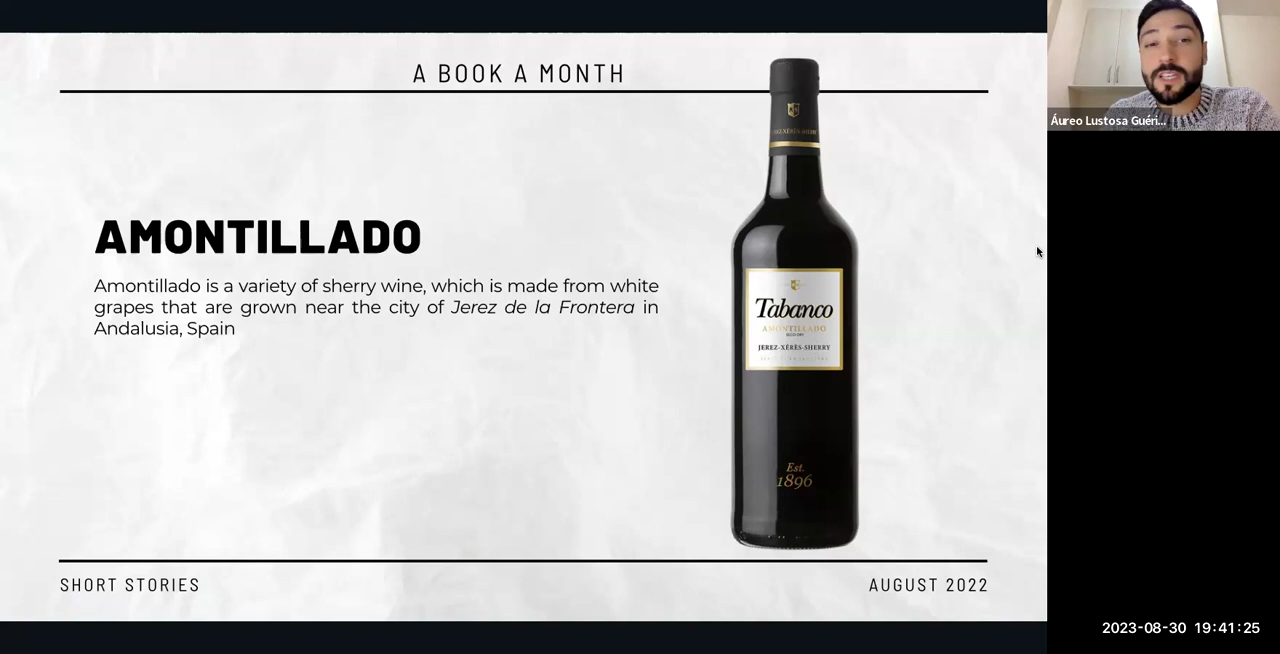 A BOOK A MONTH
AMONTILLADO
Amontillado is a variety of sherry wine, which is made from white
grapes that are grown near the city of Jerez de la Frontera in
Andalusia, Spain
Tabanco
AMONTILLADO
JEREZ-XÉRÈS-SHERRY
Est.
1896
SHORT STORIES
AUGUST 2022
Áureo Lustosa Guéri...
2023-08-30 19:41:25